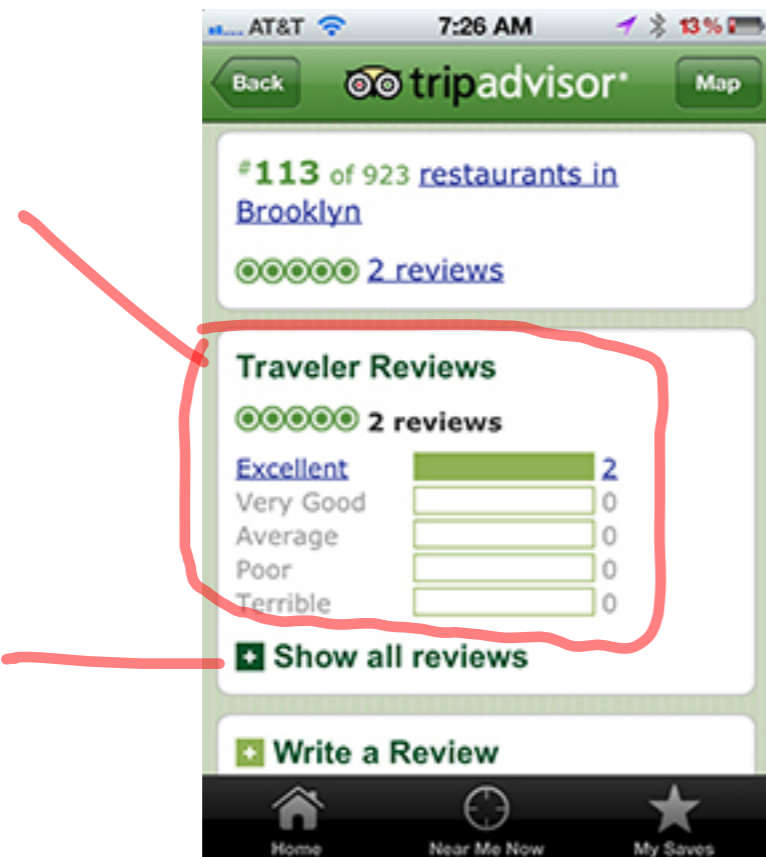 AT&T 7:26 AM 13%
Back tripadvisor® Map
#113 of 923 restaurants in
Brooklyn
2 reviews
Traveler Reviews
2 reviews
Excellent 2
Very Good 0
Average 0
Poor 0
Terrible 0
Show all reviews
Write a Review
Home Near Me Now My Saves